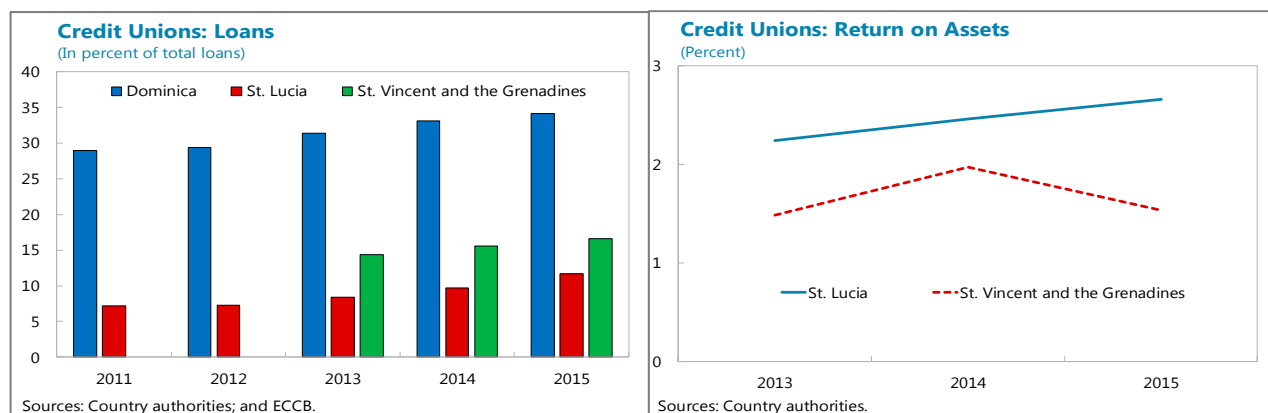 Credit Unions: Loans
(In percent of total loans)
40
35
30
25
20
15
10
5
0
Dominica
St. Lucia
St. Vincent and the Grenadines
2011
2012
2013
2014
2015
Sources: Country authorities; and ECCB.
Credit Unions: Return on Assets
(Percent)
3
2
1
0
St. Lucia
St. Vincent and the Grenadines
2013
2014
2015
Sources: Country authorities.